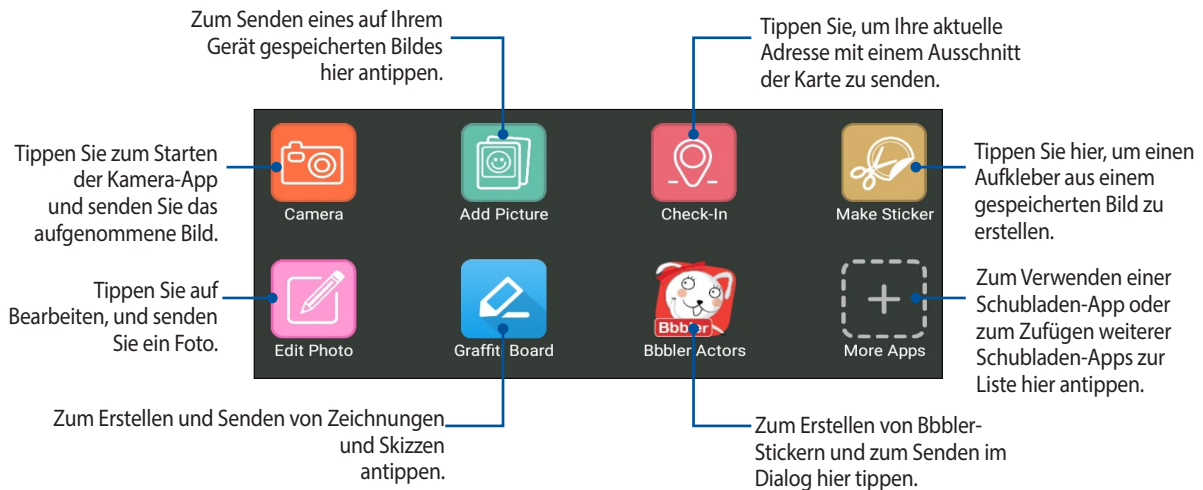 Zum Senden eines auf Ihrem
Gerät gespeicherten Bildes
hier antippen.
Tippen Sie, um Ihre aktuelle
Adresse mit einem Ausschnitt
der Karte zu senden.
Tippen Sie zum Starten
der Kamera-App
und senden Sie das
aufgenommene Bild.
Camera
Add Picture
Check-In
Make Sticker
Tippen Sie hier, um einen
Aufkleber aus einem
gespeicherten Bild zu
erstellen.
Tippen Sie auf
Bearbeiten, und senden
Sie ein Foto.
Bbbler
Edit Photo
Graffiti Board
Bbbler Actors
More Apps
Zum Verwenden einer
Schubladen-App oder
zum Zufügen weiterer
Schubladen-Apps zur
Liste hier antippen.
Zum Erstellen und Senden von Zeichnungen
und Skizzen
antippen.
Zum Erstellen von Bbbler-
Stickern und zum Senden im
Dialog hier tippen.